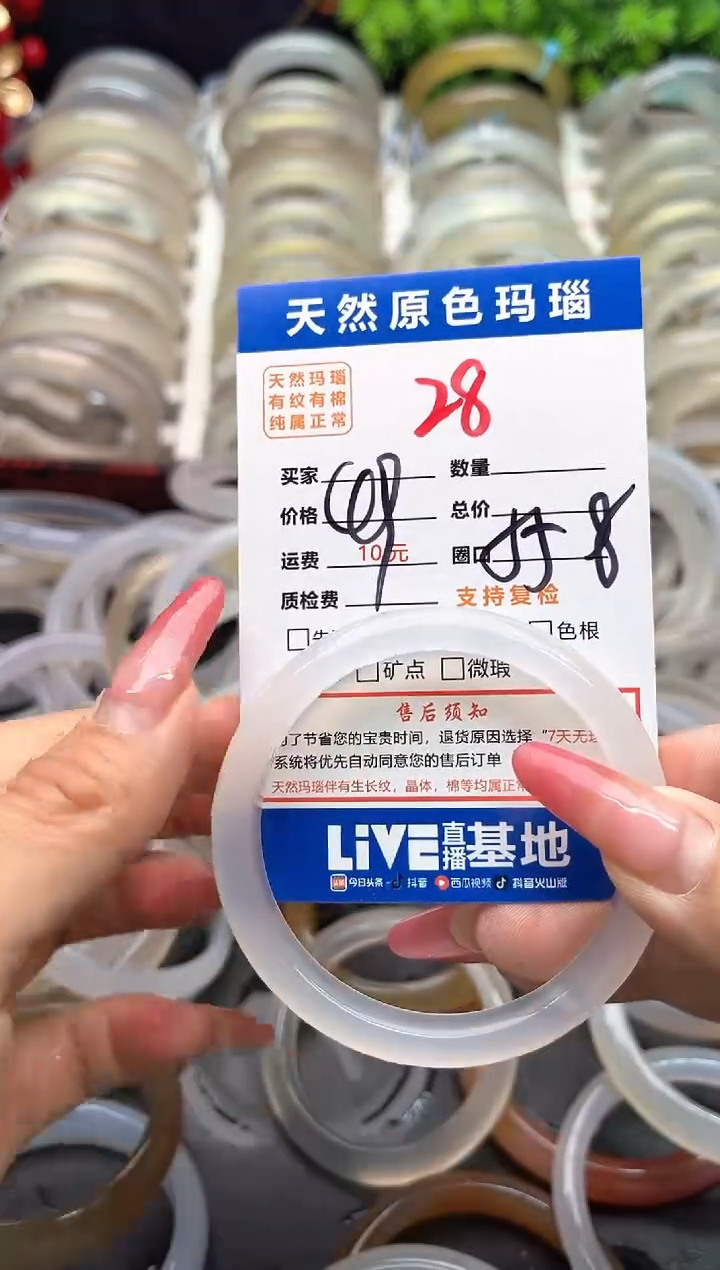 天然原色玛瑙
天然玛瑙
有纹有棉
纯属正常
28
买家
数量
价格
总价
运费 10元
圈口
质检费
支持复检
色根
矿点 微瑕
售后须知
了节省您的宝贵时间，退货原因选择“7天无
系统将优先自动同意您的售后订单
天然玛瑙伴有生长纹，晶体，棉等均属正
LiVE直播基地
今日头条 抖音 西瓜视频 抖音火山版